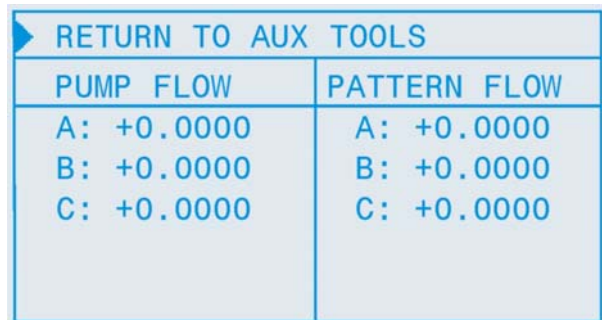 RETURN TO AUX TOOLS
PUMP FLOW PATTERN FLOW
A: +0.0000 A: +0.0000
B: +0.0000 B: +0.0000
C: +0.0000 C: +0.0000